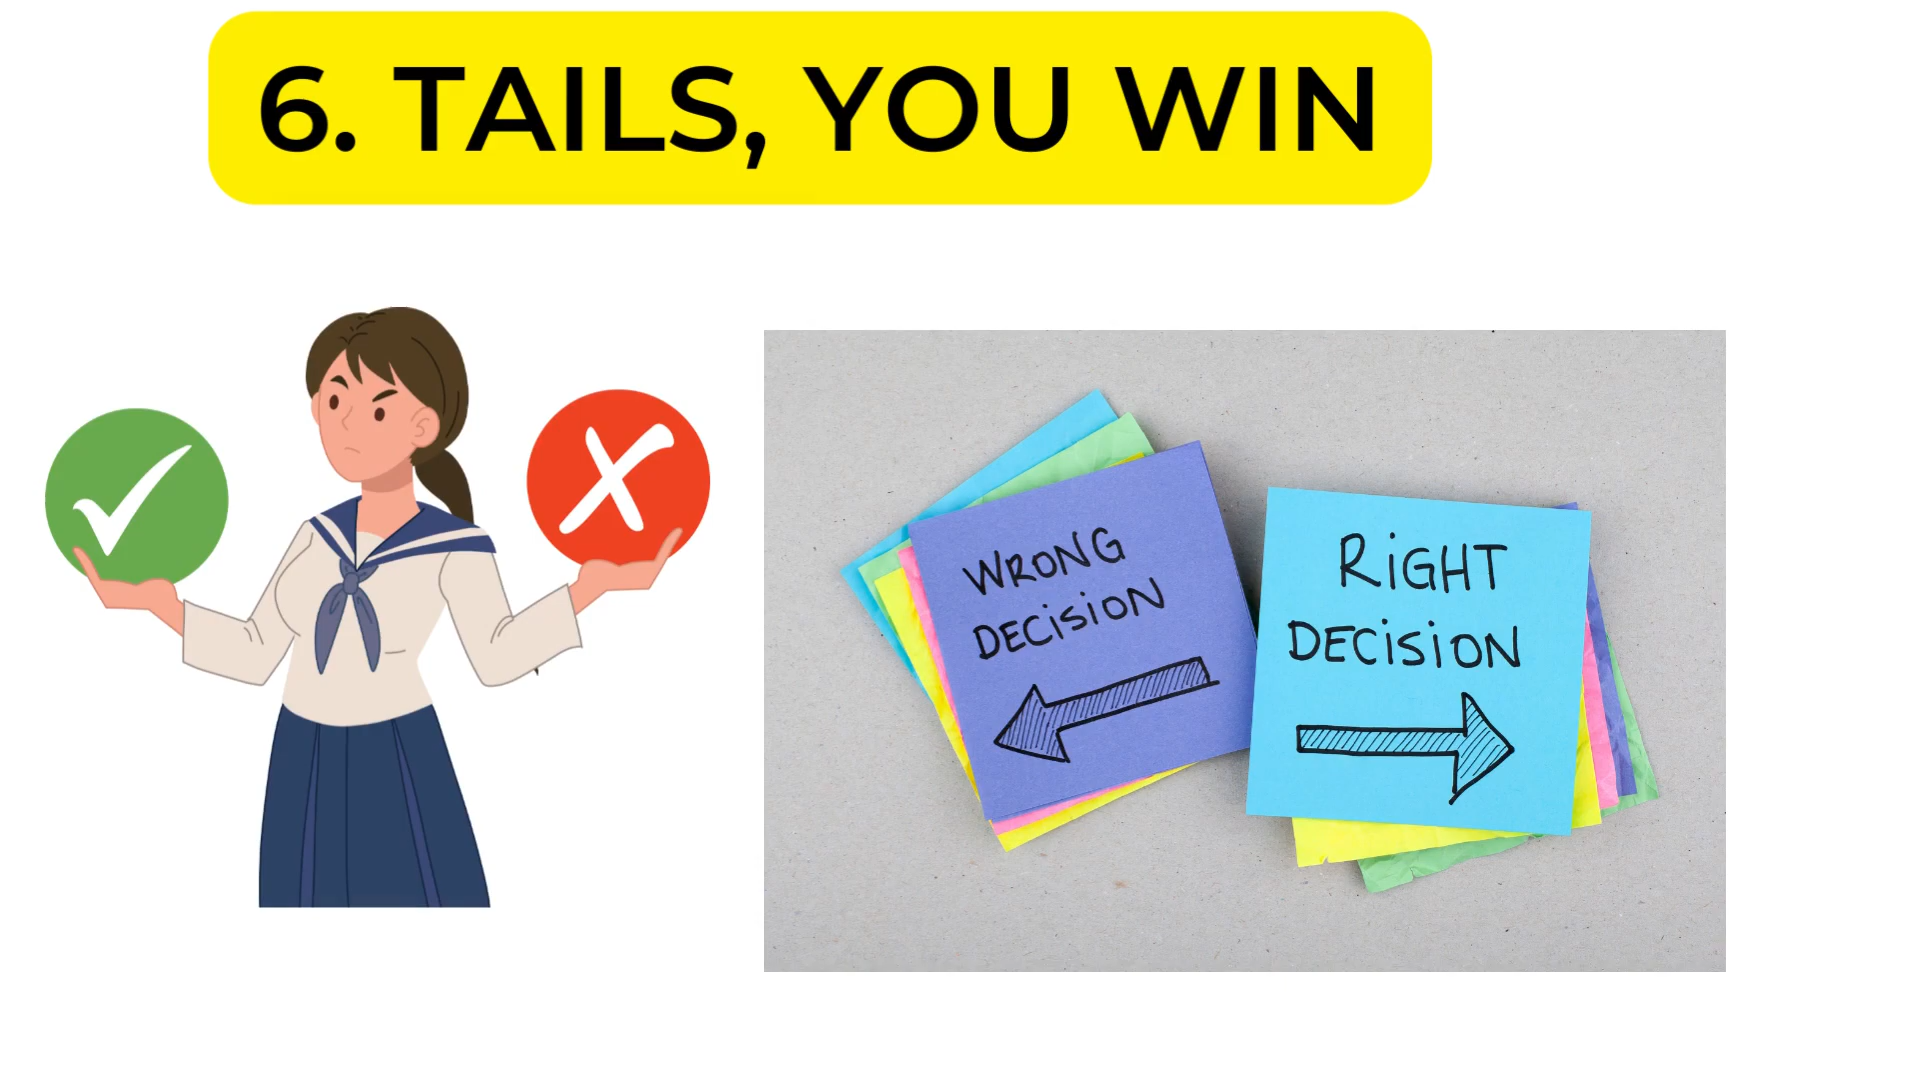 6. TAILS, YOU WIN
WRONG
DECISION
RIGHT
DECISION